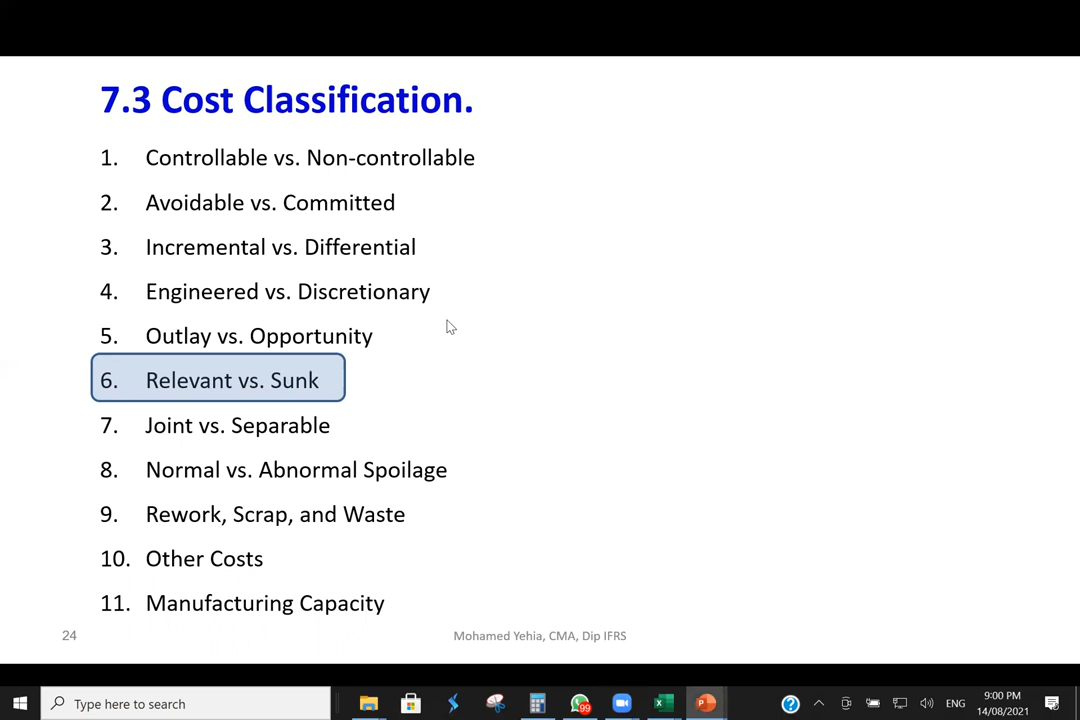 7.3 Cost Classification.
1. Controllable vs. Non-controllable
2. Avoidable vs. Committed
3. Incremental vs. Differential
4. Engineered vs. Discretionary
5. Outlay vs. Opportunity
6. Relevant vs. Sunk
7. Joint vs. Separable
8. Normal vs. Abnormal Spoilage
9. Rework, Scrap, and Waste
10. Other Costs
11. Manufacturing Capacity
24
Mohamed Yehia, CMA, Dip IFRS
Type here to search
99
ENG
9:00 PM
14/08/2021